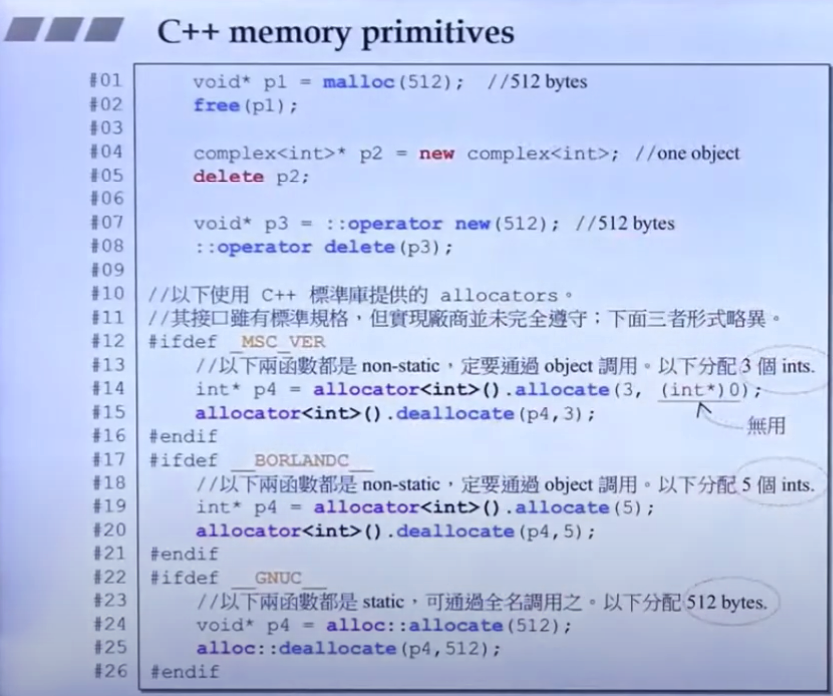 C++ memory primitives
#01 void* p1 = malloc(512); //512 bytes
#02 free(p1);
#03
#04 complex<int>* p2 = new complex<int>; //one object
#05 delete p2;
#06
#07 void* p3 = ::operator new(512); //512 bytes
#08 ::operator delete(p3);
#09
#10 //以下使用 C++ 標準庫提供的 allocators。
#11 //其接口雖有標準規格，但實現廠商並未完全遵守；下面三者形式略異。
#12 #ifdef _MSC_VER
#13 //以下兩函數都是 non-static，定要通過 object 調用。以下分配 3 個 ints.
#14 int* p4 = allocator<int>().allocate(3, (int*)0);
#15 allocator<int>().deallocate(p4,3);
無用
#16 #endif
#17 #ifdef __BORLANDC__
#18 //以下兩函數都是 non-static，定要通過 object 調用。以下分配 5 個 ints.
#19 int* p4 = allocator<int>().allocate(5);
#20 allocator<int>().deallocate(p4,5);
#21 #endif
#22 #ifdef __GNUC__
#23 //以下兩函數都是 static，可通過全名調用之。以下分配 512 bytes.
#24 void* p4 = alloc::allocate(512);
#25 alloc::deallocate(p4,512);
#26 #endif